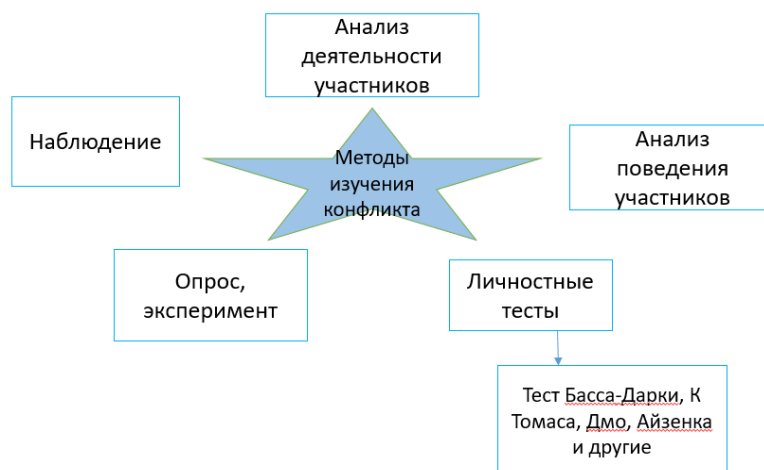 Анализ
деятельности
участников
Наблюдение
Методы
изучения
конфликта
Анализ
поведения
участников
Опрос,
эксперимент
Личностные
тесты
Тест Басса-Дарки, К
Томаса, Дмо, Айзенка
и другие